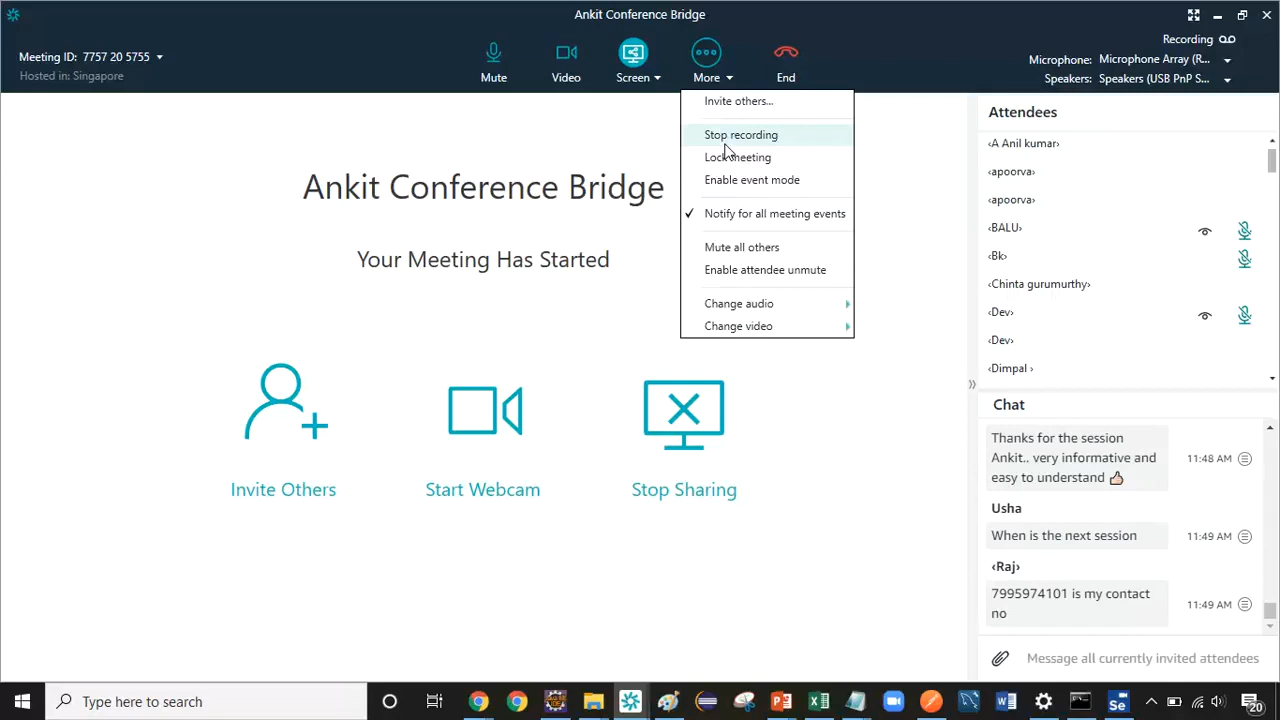 Ankit Conference Bridge
Meeting ID: 7757 20 5755
Hosted in: Singapore
Mute
Video
Screen
More
End
Recording
Microphone: Microphone Array (R...
Speakers: Speakers (USB PnP S...
Invite others...
Stop recording
Lock meeting
Enable event mode
Notify for all meeting events
Mute all others
Enable attendee unmute
Change audio
Change video
Ankit Conference Bridge
Your Meeting Has Started
Invite Others
Start Webcam
Stop Sharing
Attendees
‹A Anil kumar›
‹apoorva›
‹apoorva›
‹BALU›
‹Bk›
‹Chinta gurumurthy›
‹Dev›
‹Dev›
‹Dimpal ›
Chat
Thanks for the session
Ankit.. very informative and
easy to understand 👍
11:48 AM
Usha
When is the next session
11:49 AM
‹Raj›
7995974101 is my contact
no
11:49 AM
Message all currently invited attendees
Type here to search
Se
20